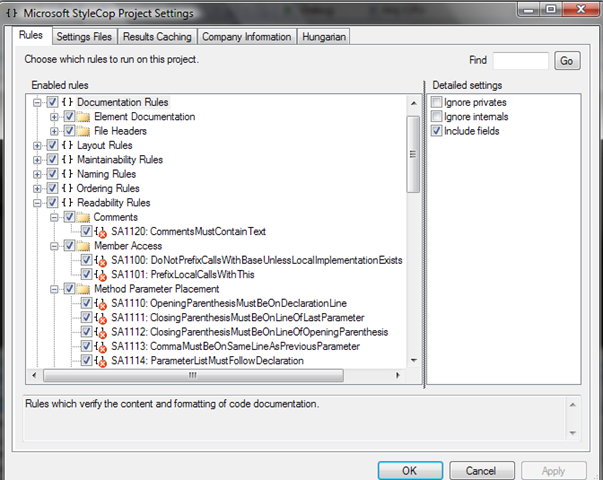 {} Microsoft StyleCop Project Settings
Rules Settings Files Results Caching Company Information Hungarian
Choose which rules to run on this project. Find Go
Enabled rules Detailed settings
{} Documentation Rules Ignore privates
Element Documentation Ignore internals
File Headers Include fields
{} Layout Rules
{} Maintainability Rules
{} Naming Rules
{} Ordering Rules
{} Readability Rules
Comments
SA1120: CommentsMustContainText
Member Access
SA1100: DoNotPrefixCallsWithBaseUnlessLocalImplementationExists
SA1101: PrefixLocalCallsWithThis
Method Parameter Placement
SA1110: OpeningParenthesisMustBeOnDeclarationLine
SA1111: ClosingParenthesisMustBeOnLineOfLastParameter
SA1112: ClosingParenthesisMustBeOnLineOfOpeningParenthesis
SA1113: CommaMustBeOnSameLineAsPreviousParameter
SA1114: ParameterListMustFollowDeclaration
Rules which verify the content and formatting of code documentation.
OK Cancel Apply